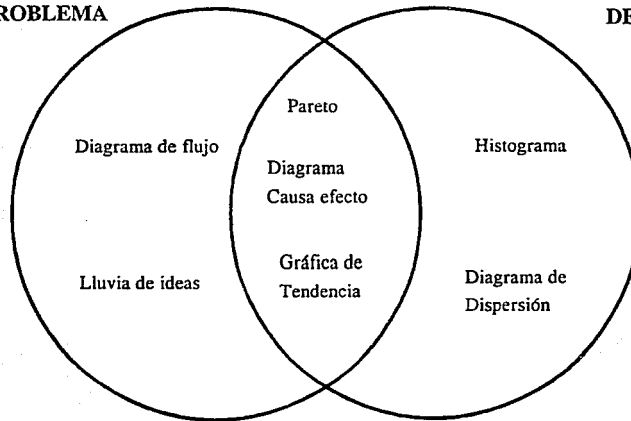 ROBLEMA
DE
Pareto
Diagrama de flujo
Histograma
Diagrama
Causa efecto
Gráfica de
Tendencia
Lluvia de ideas
Diagrama de
Dispersión